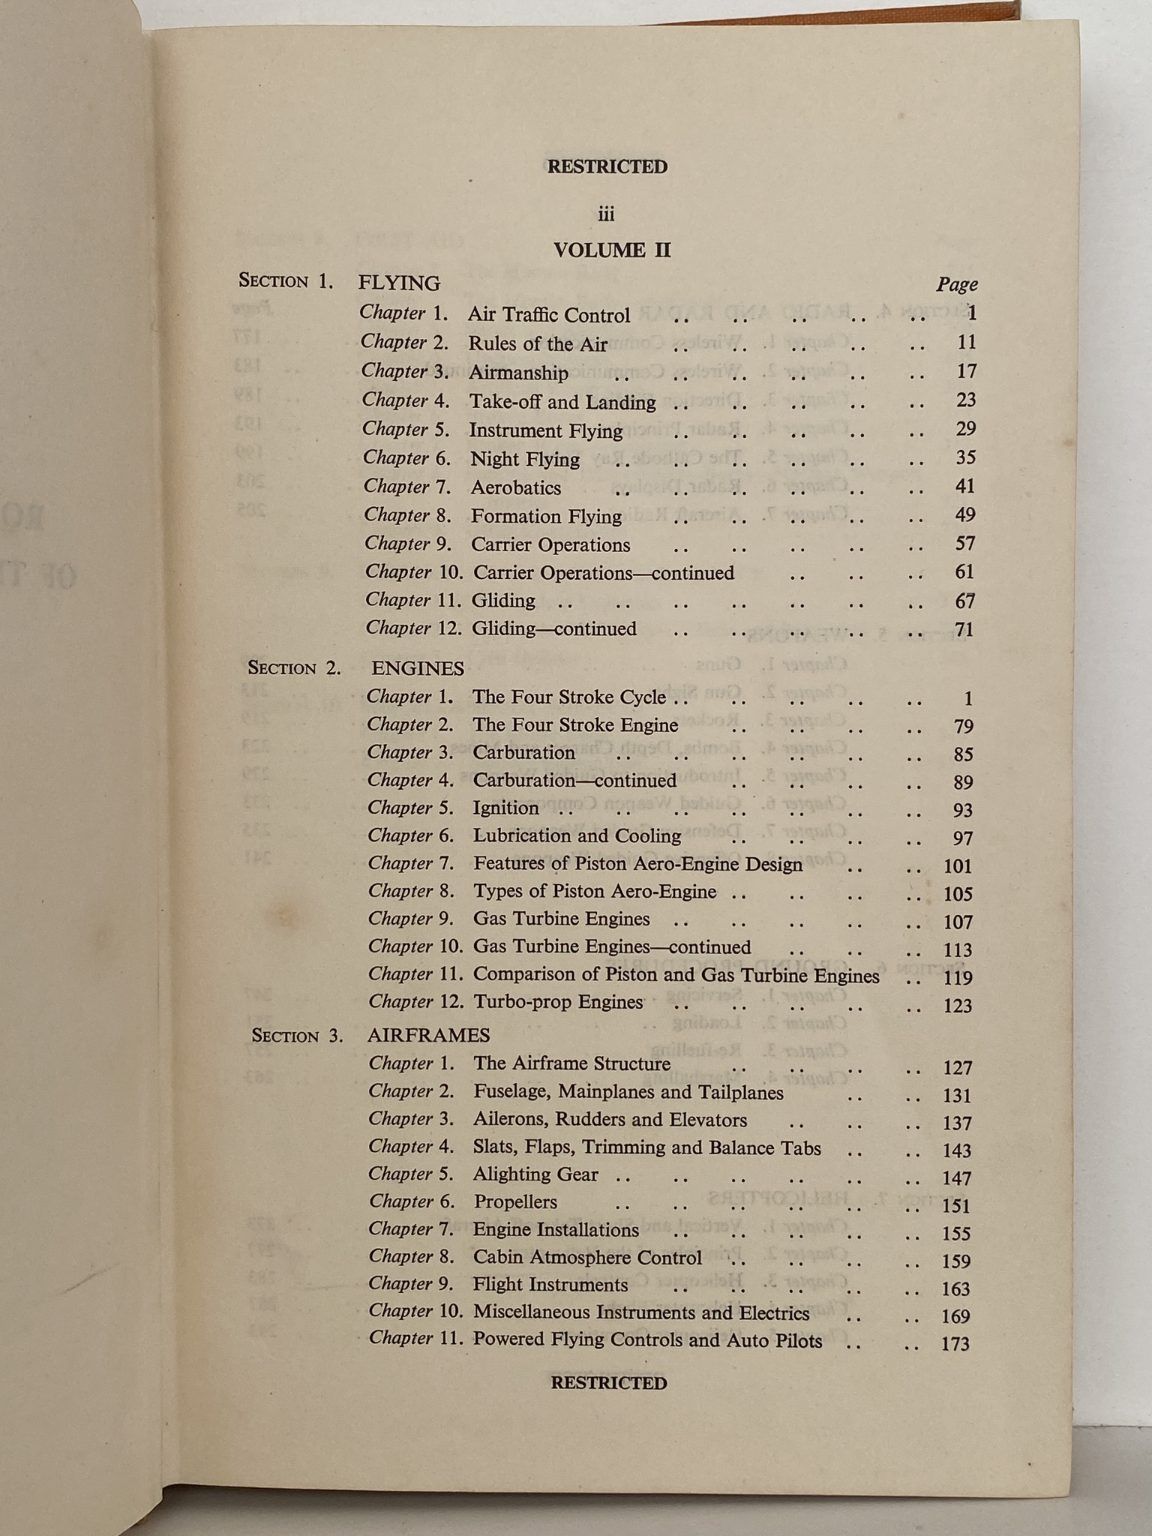 RESTRICTED
iii
VOLUME II
SECTION 1. FLYING Page
Chapter 1. Air Traffic Control .. .. .. .. .. 1
Chapter 2. Rules of the Air .. .. .. .. .. 11
Chapter 3. Airmanship .. .. .. .. .. .. 17
Chapter 4. Take-off and Landing .. .. .. .. .. 23
Chapter 5. Instrument Flying .. .. .. .. .. 29
Chapter 6. Night Flying .. .. .. .. .. .. 35
Chapter 7. Aerobatics .. .. .. .. .. .. 41
Chapter 8. Formation Flying .. .. .. .. .. 49
Chapter 9. Carrier Operations .. .. .. .. .. 57
Chapter 10. Carrier Operations—continued .. .. .. 61
Chapter 11. Gliding .. .. .. .. .. .. .. 67
Chapter 12. Gliding—continued .. .. .. .. .. 71
SECTION 2. ENGINES
Chapter 1. The Four Stroke Cycle .. .. .. .. .. 1
Chapter 2. The Four Stroke Engine .. .. .. .. 79
Chapter 3. Carburation .. .. .. .. .. .. 85
Chapter 4. Carburation—continued .. .. .. .. 89
Chapter 5. Ignition .. .. .. .. .. .. .. 93
Chapter 6. Lubrication and Cooling .. .. .. .. 97
Chapter 7. Features of Piston Aero-Engine Design .. .. 101
Chapter 8. Types of Piston Aero-Engine .. .. .. .. 105
Chapter 9. Gas Turbine Engines .. .. .. .. .. 107
Chapter 10. Gas Turbine Engines—continued .. .. .. 113
Chapter 11. Comparison of Piston and Gas Turbine Engines .. 119
Chapter 12. Turbo-prop Engines .. .. .. .. .. 123
SECTION 3. AIRFRAMES
Chapter 1. The Airframe Structure .. .. .. .. 127
Chapter 2. Fuselage, Mainplanes and Tailplanes .. .. 131
Chapter 3. Ailerons, Rudders and Elevators .. .. .. 137
Chapter 4. Slats, Flaps, Trimming and Balance Tabs .. .. 143
Chapter 5. Alighting Gear .. .. .. .. .. .. 147
Chapter 6. Propellers .. .. .. .. .. .. 151
Chapter 7. Engine Installations .. .. .. .. .. 155
Chapter 8. Cabin Atmosphere Control .. .. .. .. 159
Chapter 9. Flight Instruments .. .. .. .. .. 163
Chapter 10. Miscellaneous Instruments and Electrics .. .. 169
Chapter 11. Powered Flying Controls and Auto Pilots .. .. 173
RESTRICTED